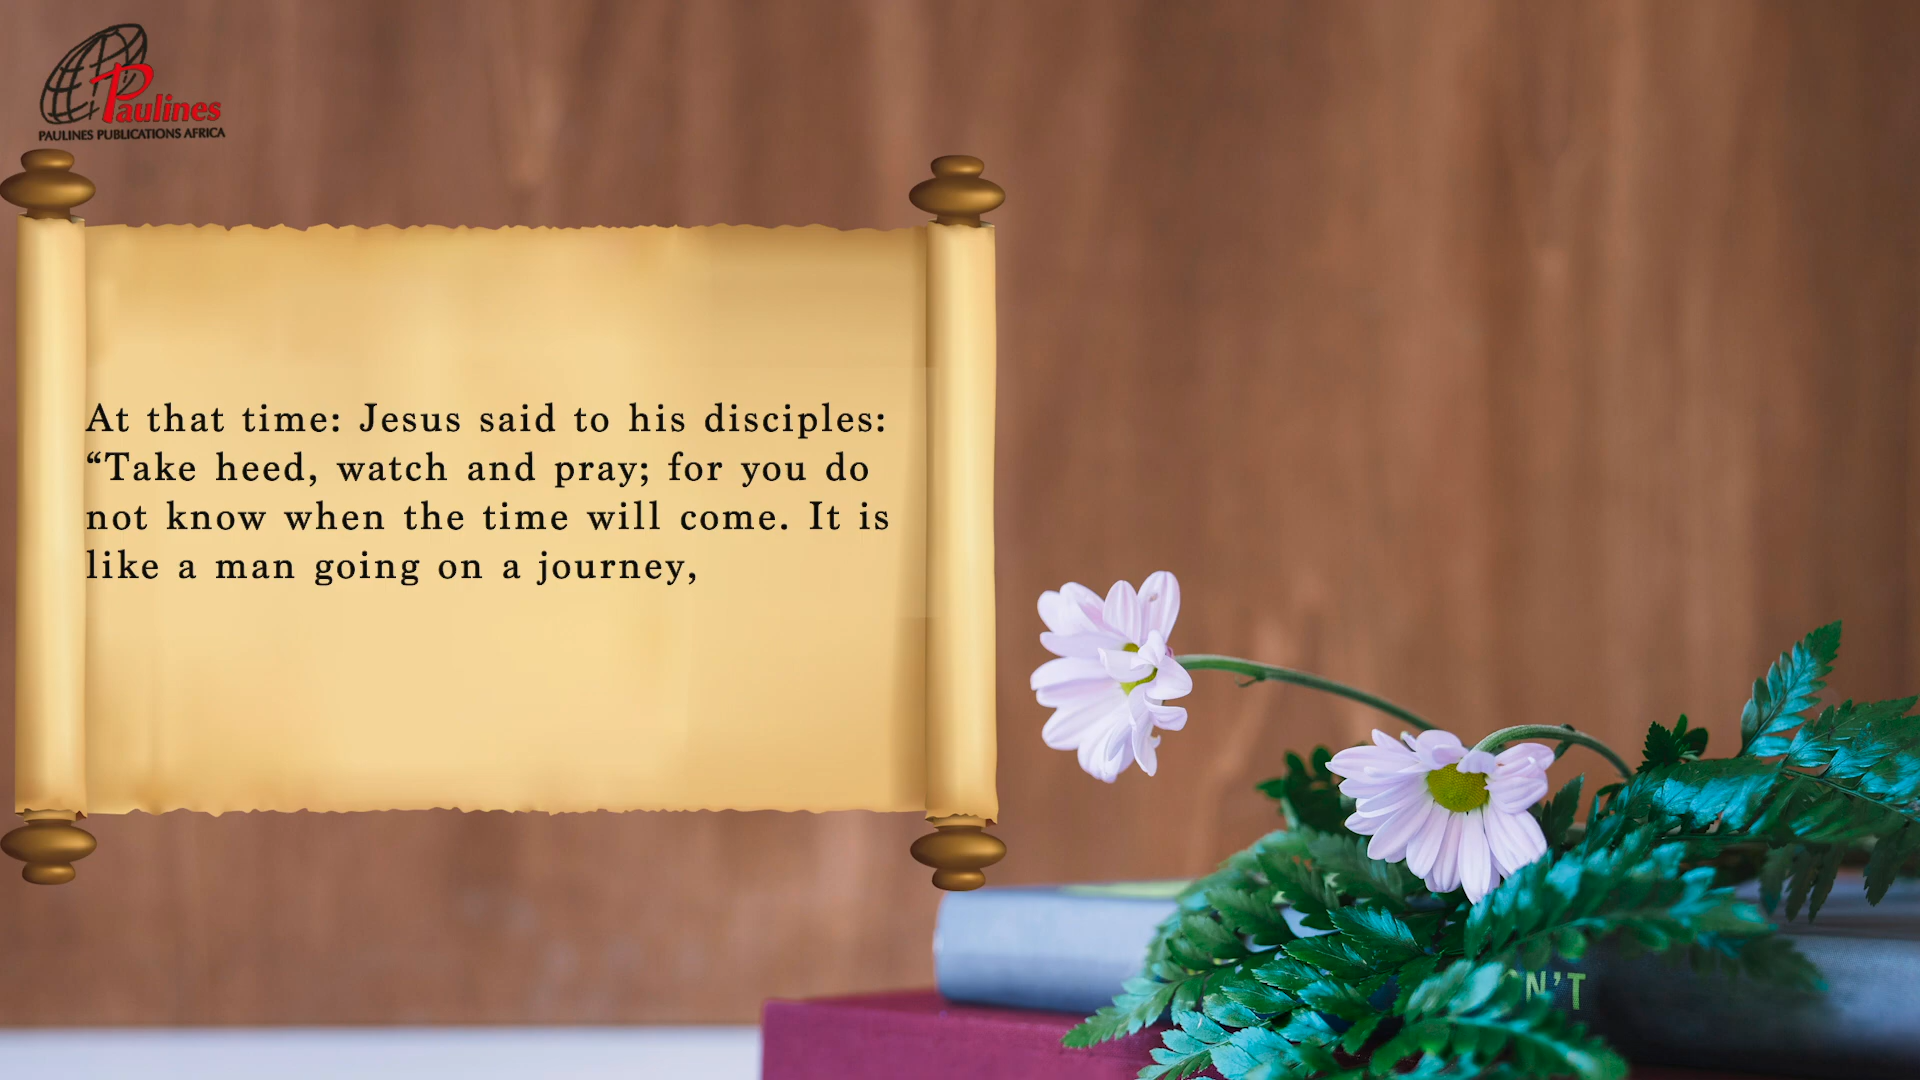 Paulines
PAULINES PUBLICATIONS AFRICA
At that time: Jesus said to his disciples:
“Take heed, watch and pray; for you do
not know when the time will come. It is
like a man going on a journey,
N'T